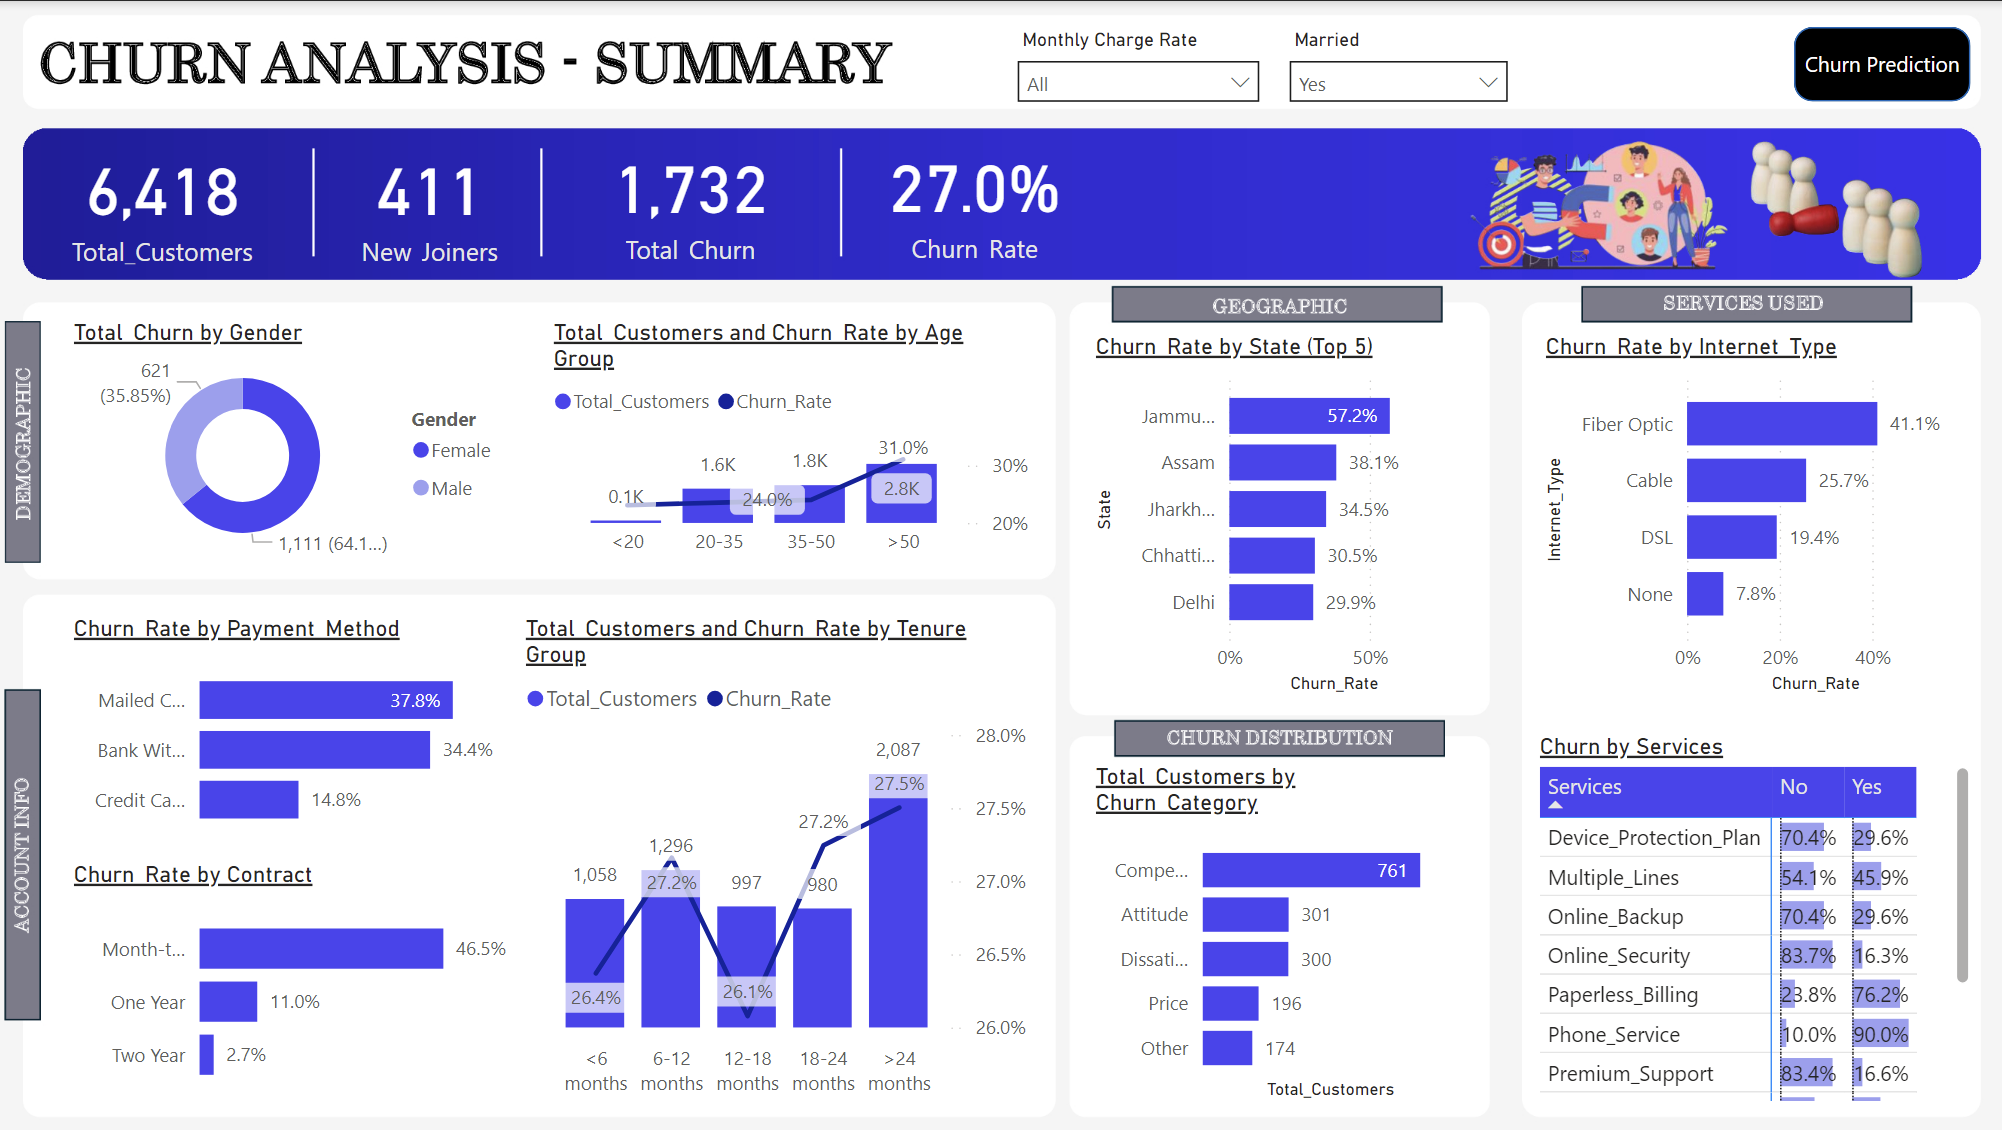 CHURN ANALYSIS - SUMMARY
Monthly Charge Rate
All
Married
Yes
Churn Prediction
6,418
Total_Customers
411
New Joiners
1,732
Total Churn
27.0%
Churn Rate
DEMOGRAPHIC
Total Churn by Gender
621
(35.85%)
1,111 (64.1...)
Gender
Female
Male
Total_Customers and Churn_Rate by Age
Group
Total_Customers
Churn_Rate
0.1K
1.6K
24.0%
1.8K
31.0%
2.8K
30%
20%
<20
20-35
35-50
>50
GEOGRAPHIC
Churn_Rate by State (Top 5)
State
Jammu...
57.2%
Assam
38.1%
Jharkh...
34.5%
Chhatti...
30.5%
Delhi
29.9%
0%
50%
Churn_Rate
SERVICES USED
Churn_Rate by Internet_Type
Internet_Type
Fiber Optic
41.1%
Cable
25.7%
DSL
19.4%
None
7.8%
0%
20%
40%
Churn_Rate
ACCOUNT INFO
Churn_Rate by Payment_Method
Mailed C...
37.8%
Bank Wit...
34.4%
Credit Ca...
14.8%
Churn_Rate by Contract
Month-t...
46.5%
One Year
11.0%
Two Year
2.7%
Total_Customers and Churn_Rate by Tenure
Group
Total_Customers
Churn_Rate
1,058
26.4%
1,296
27.2%
997
26.1%
27.2%
980
2,087
27.5%
28.0%
27.5%
27.0%
26.5%
26.0%
<6
months
6-12
months
12-18
months
18-24
months
>24
months
CHURN DISTRIBUTION
Total_Customers by
Churn_Category
Compe...
761
Attitude
301
Dissati...
300
Price
196
Other
174
Total_Customers
Churn by Services
Services No Yes
Device_Protection_Plan 70.4% 29.6%
Multiple_Lines 54.1% 45.9%
Online_Backup 70.4% 29.6%
Online_Security 83.7% 16.3%
Paperless_Billing 23.8% 76.2%
Phone_Service 10.0% 90.0%
Premium_Support 83.4% 16.6%